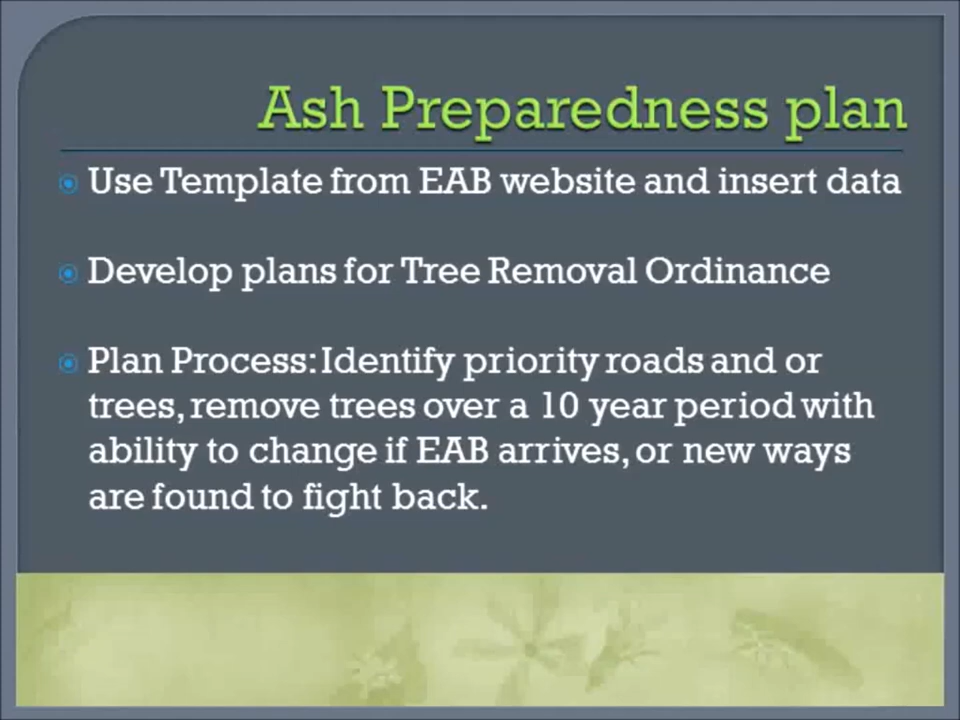 Ash Preparedness plan
Use Template from EAB website and insert data
Develop plans for Tree Removal Ordinance
Plan Process: Identify priority roads and or
trees, remove trees over a 10 year period with
ability to change if EAB arrives, or new ways
are found to fight back.